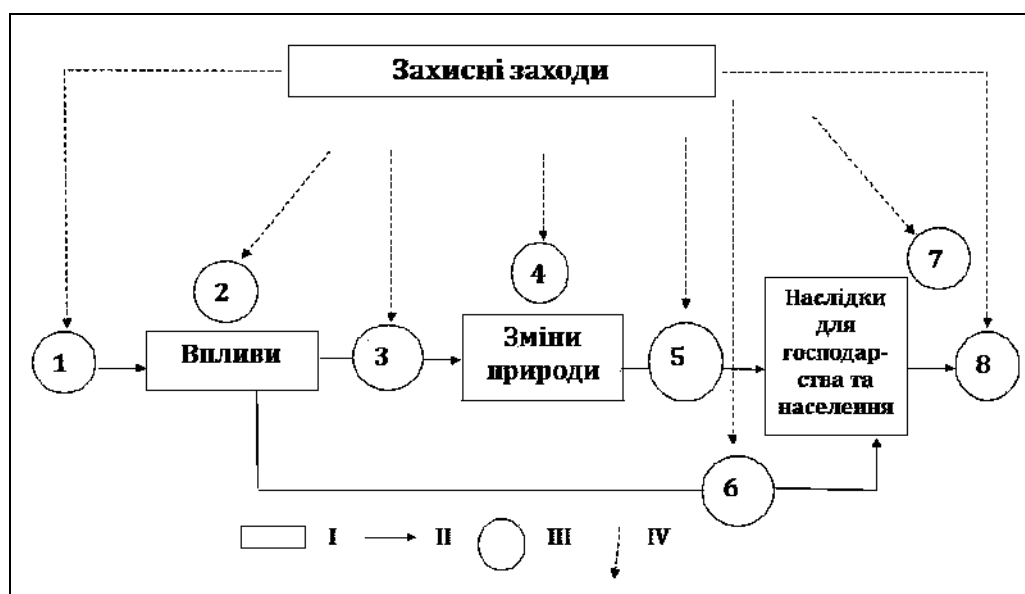 Захисні заходи
2
4
7
1
Впливи
3
Зміни
природи
5
Наслідки
для
господар-
ства та
населення
8
6
I II III IV